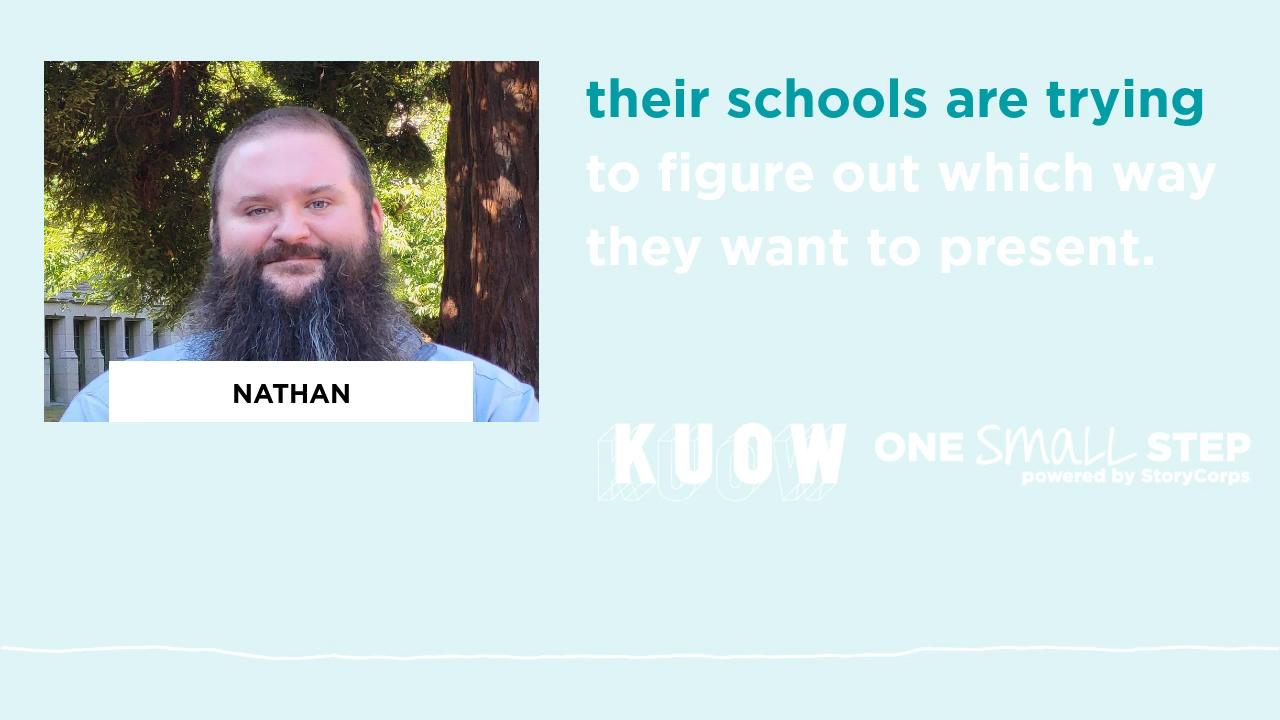 their schools are trying
to figure out which way
they want to present.
NATHAN
KUOW
ONE SMALL STEP
powered by StoryCorps